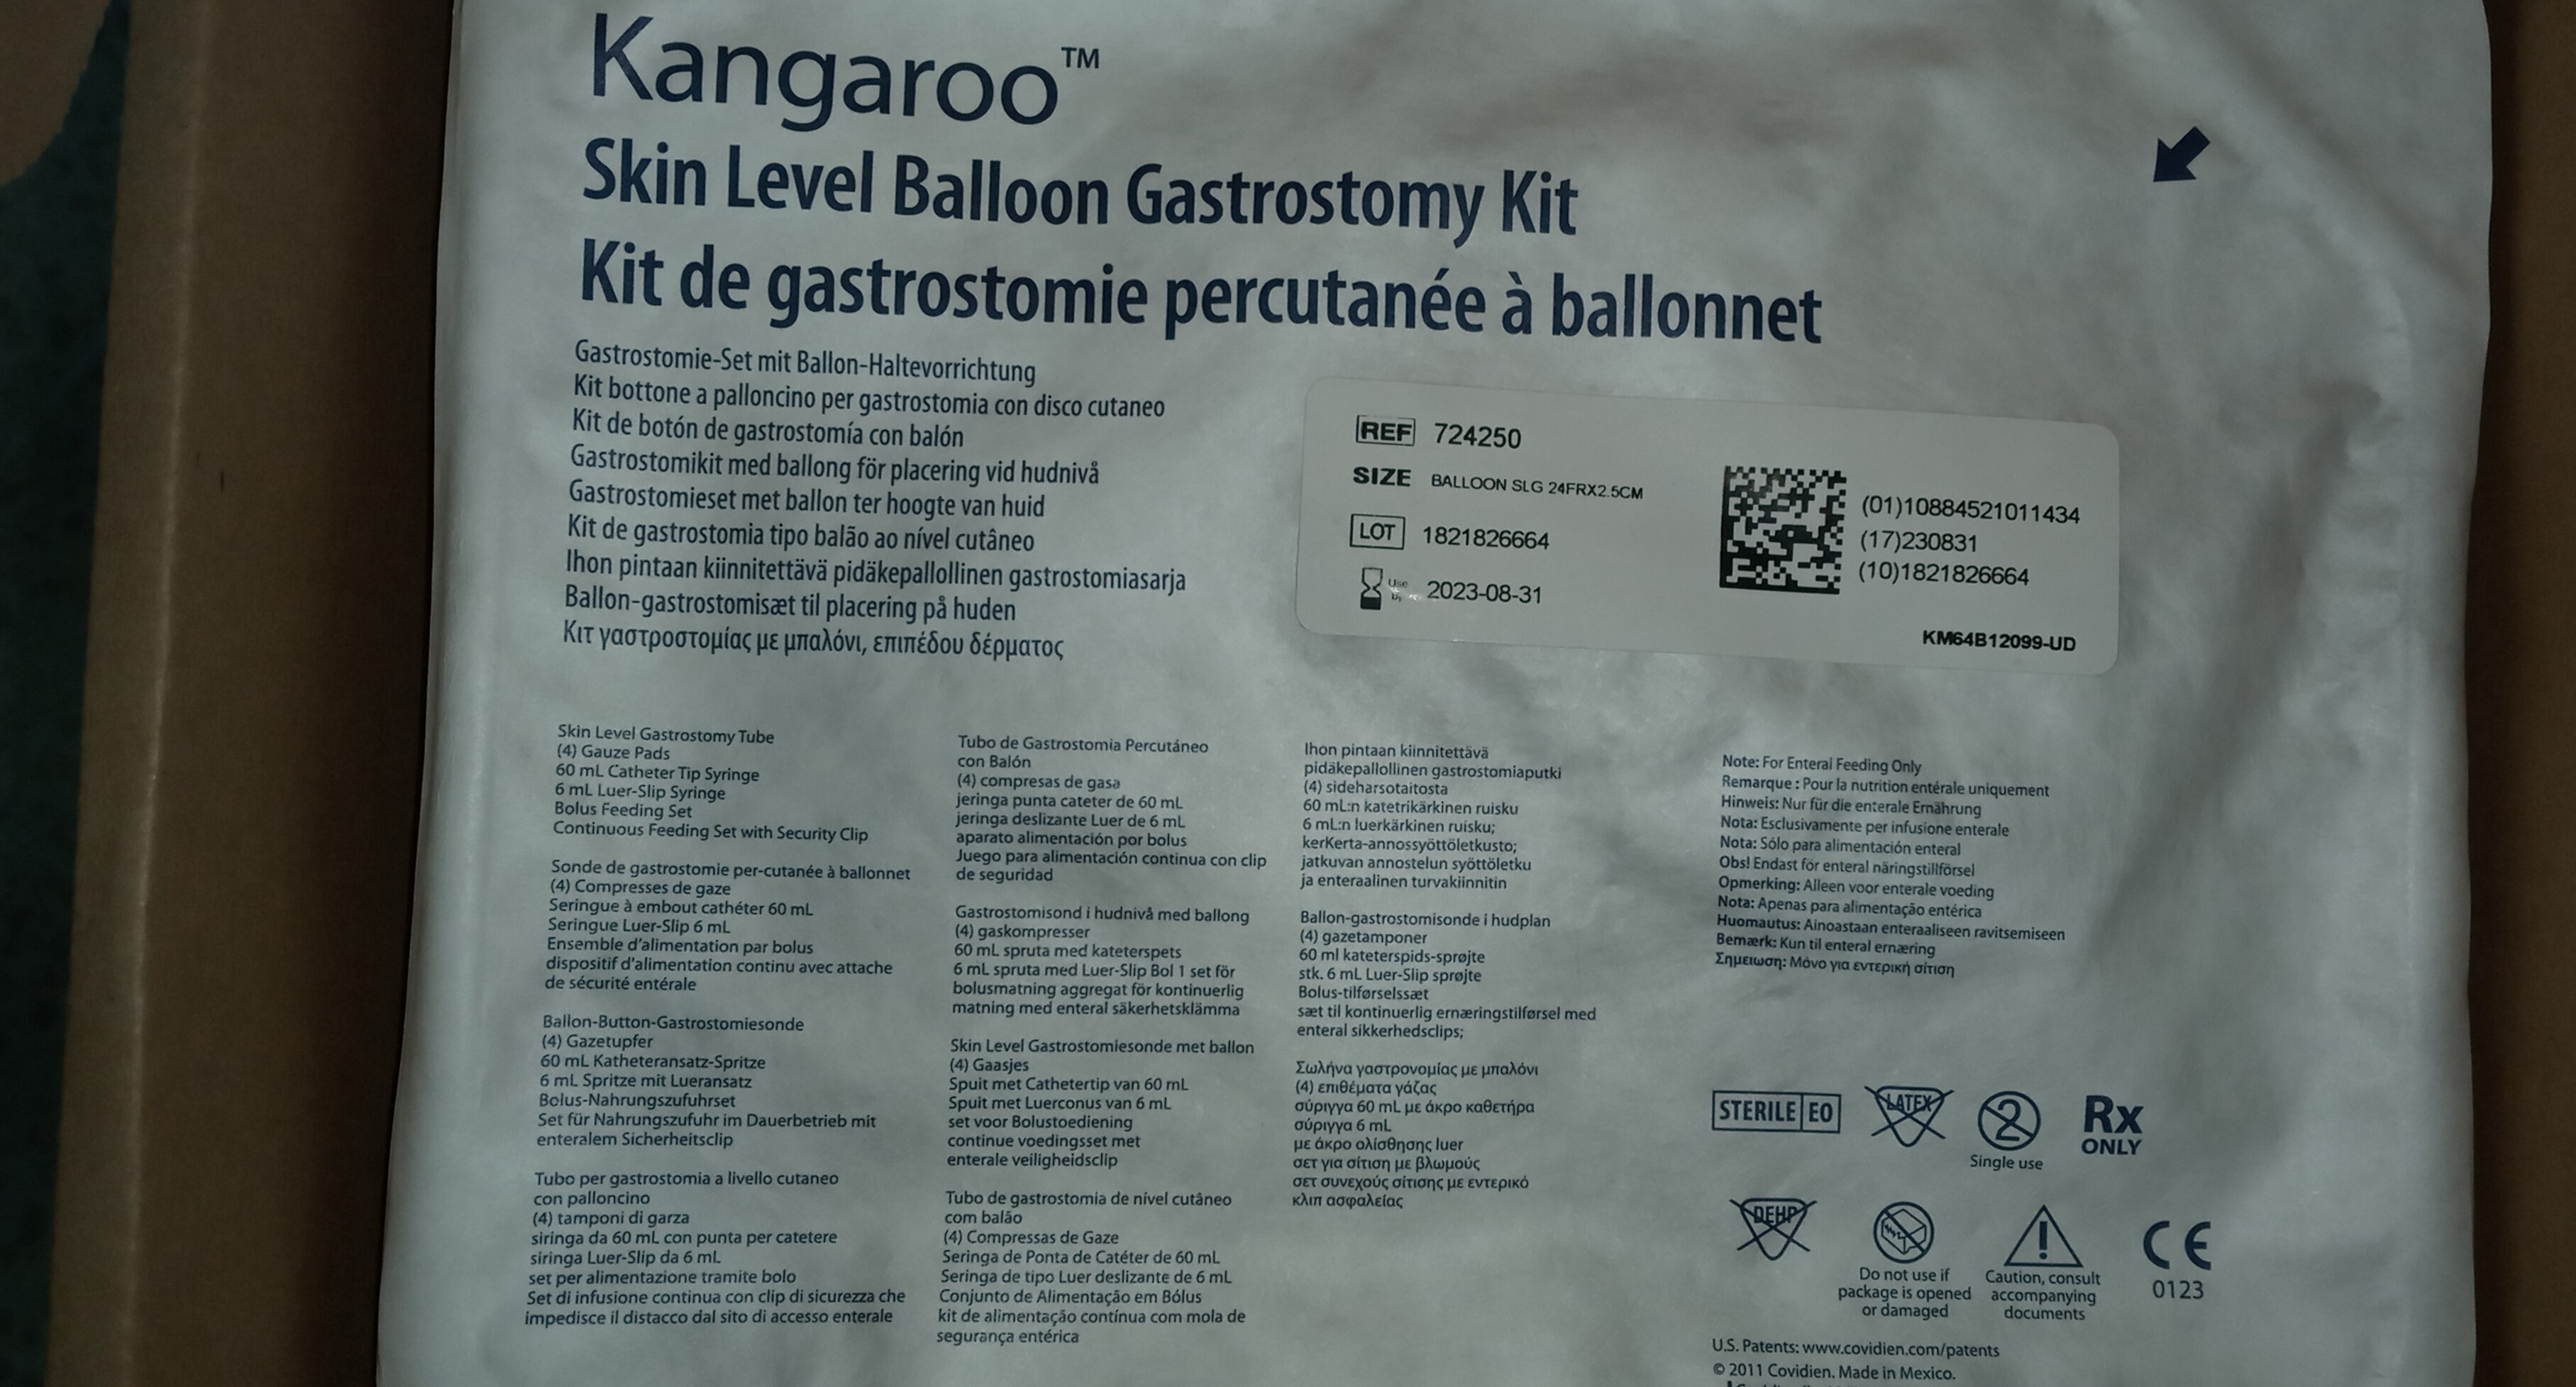 Kangaroo™
Skin Level Balloon Gastrostomy Kit
Kit de gastrostomie percutanée à ballonnet
Gastrostomie-Set mit Ballon-Haltevorrichtung
Kit bottone a palloncino per gastrostomia con disco cutaneo
Kit de botón de gastrostomía con balón
Gastrostomikit med ballong för placering vid hudnivå
Gastrostomieset met ballon ter hoogte van huid
Kit de gastrostomia tipo balão ao nível cutâneo
Ihon pintaan kiinnitettävä pidäkepallollinen gastrostomiasarja
Ballon-gastrostomisæt til placering på huden
Κιτ γαστροστομίας με μπαλόνι, επιπέδου δέρματος
REF 724250
SIZE BALLOON SLG 24FRX2.5CM
LOT 1821826664
Use By 2023-08-31
(01)10884521011434
(17)230831
(10)1821826664
KM64B12099-UD
Skin Level Gastrostomy Tube
(4) Gauze Pads
60 mL Catheter Tip Syringe
6 mL Luer-Slip Syringe
Bolus Feeding Set
Continuous Feeding Set with Security Clip
Sonde de gastrostomie per-cutanée à ballonnet
(4) Compresses de gaze
Seringue à embout cathéter 60 mL
Seringue Luer-Slip 6 mL
Ensemble d'alimentation par bolus
dispositif d'alimentation continu avec attache
de sécurité entérale
Ballon-Button-Gastrostomiesonde
(4) Gazetupfer
60 mL Katheteransatz-Spritze
6 mL Spritze mit Lueransatz
Bolus-Nahrungszufuhrset
Set für Nahrungszufuhr im Dauerbetrieb mit
enteralem Sicherheitsclip
Tubo per gastrostomia a livello cutaneo
con palloncino
(4) tamponi di garza
siringa da 60 mL con punta per catetere
siringa Luer-Slip da 6 mL
set per alimentazione tramite bolo
Set di infusione continua con clip di sicurezza che
impedisce il distacco dal sito di accesso enterale
Tubo de Gastrostomia Percutáneo
con Balón
(4) compresas de gasa
jeringa punta cateter de 60 mL
jeringa deslizante Luer de 6 mL
aparato alimentación por bolus
Juego para alimentación continua con clip
de seguridad
Gastrostomisond i hudnivå med ballong
(4) gaskompresser
60 mL spruta med kateterspets
6 mL spruta med Luer-Slip Bol 1 set för
bolusmatning aggregat för kontinuerlig
matning med enteral säkerhetsklämma
Skin Level Gastrostomiesonde met ballon
(4) Gaasjes
Spuit met Cathetertip van 60 mL
Spuit met Luerconus van 6 mL
set voor Bolustoediening
continue voedingsset met
enterale veiligheidsclip
Tubo de gastrostomia de nível cutâneo
com balão
(4) Compressas de Gaze
Seringa de Ponta de Catéter de 60 mL
Seringa de tipo Luer deslizante de 6 mL
Conjunto de Alimentação em Bólus
kit de alimentação contínua com mola de
segurança entérica
Ihon pintaan kiinnitettävä
pidäkepallollinen gastrostomiaputki
(4) sideharsotaitosta
60 mL:n katetrikärkinen ruisku
6 mL:n luerkärkinen ruisku;
kerKerta-annossyöttöletkusto;
jatkuvan annostelun syöttöletku
ja enteraalinen turvakiinnitin
Ballon-gastrostomisonde i hudplan
(4) gazetamponer
60 ml kateterspids-sprøjte
stk. 6 mL Luer-Slip sprøjte
Bolus-tilførselssæt
sæt til kontinuerlig ernæringstilførsel med
enteral sikkerhedsclips;
Σωλήνα γαστρονομίας με μπαλόνι
(4) επιθέματα γάζας
σύριγγα 60 mL με άκρο καθετήρα
σύριγγα 6 mL
με άκρο ολίσθησης luer
σετ για σίτιση με βλωμούς
σετ συνεχούς σίτισης με εντερικό
κλιπ ασφαλείας
Note: For Enteral Feeding Only
Remarque : Pour la nutrition entérale uniquement
Hinweis: Nur für die enterale Ernährung
Nota: Esclusivamente per infusione enterale
Nota: Sólo para alimentación enteral
Obs! Endast för enteral näringstillförsel
Opmerking: Alleen voor enterale voeding
Nota: Apenas para alimentação entérica
Huomautus: Ainoastaan enteraaliseen ravitsemiseen
Bemærk: Kun til enteral ernæring
Σημειωση: Μόνο για εντερική σίτιση
STERILE EO
LATEX
2
Single use
Rx
ONLY
DEHP
Do not use if
package is opened
or damaged
Caution, consult
accompanying
documents
CE
0123
U.S. Patents: www.covidien.com/patents
© 2011 Covidien. Made in Mexico.